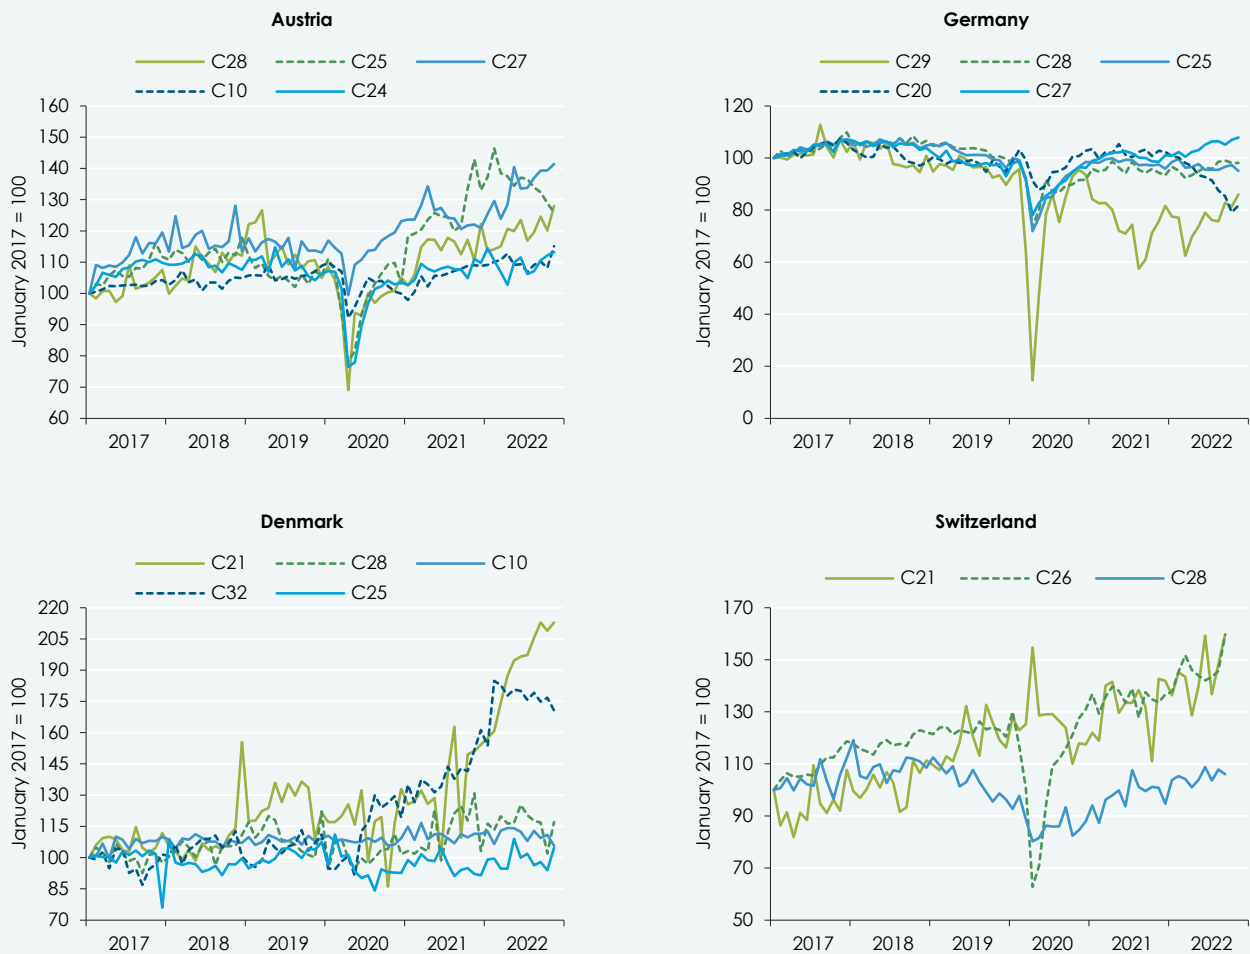 Austria
C28 C25 C27
C10 C24
January 2017 = 100
160
150
140
130
120
110
100
90
80
70
60
2017 2018 2019 2020 2021 2022
Germany
C29 C28 C25
C20 C27
January 2017 = 100
120
100
80
60
40
20
0
2017 2018 2019 2020 2021 2022
Denmark
C21 C28 C10
C32 C25
January 2017 = 100
220
205
190
175
160
145
130
115
100
85
70
2017 2018 2019 2020 2021 2022
Switzerland
C21 C26 C28
January 2017 = 100
170
150
130
110
90
70
50
2017 2018 2019 2020 2021 2022